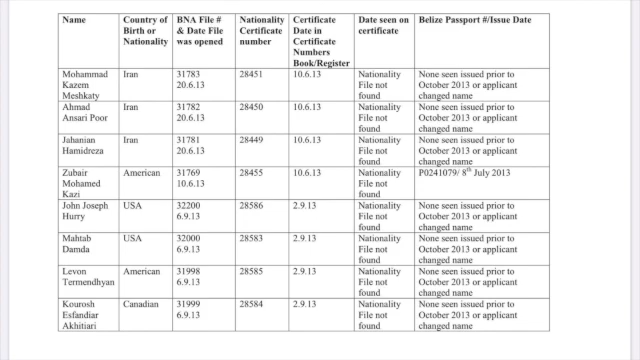 Name | Country of Birth or Nationality | BNA File # & Date File was opened | Nationality Certificate number | Certificate Date in Certificate Numbers Book/Register | Date seen on certificate | Belize Passport #/Issue Date
Mohammad Kazem Meshkaty | Iran | 31783 20.6.13 | 28451 | 10.6.13 | Nationality File not found | None seen issued prior to October 2013 or applicant changed name
Ahmad Ansari Poor | Iran | 31782 20.6.13 | 28450 | 10.6.13 | Nationality File not found | None seen issued prior to October 2013 or applicant changed name
Jahanian Hamidreza | Iran | 31781 20.6.13 | 28449 | 10.6.13 | Nationality File not found | None seen issued prior to October 2013 or applicant changed name
Zubair Mohamed Kazi | American | 31769 10.6.13 | 28455 | 10.6.13 | Nationality File not found | P0241079/ 8th July 2013
John Joseph Hurry | USA | 32200 6.9.13 | 28586 | 2.9.13 | Nationality File not found | None seen issued prior to October 2013 or applicant changed name
Mahtab Damda | USA | 32000 6.9.13 | 28583 | 2.9.13 | Nationality File not found | None seen issued prior to October 2013 or applicant changed name
Levon Termendhyan | American | 31998 6.9.13 | 28585 | 2.9.13 | Nationality File not found | None seen issued prior to October 2013 or applicant changed name
Kourosh Esfandiar Akhitiari | Canadian | 31999 6.9.13 | 28584 | 2.9.13 | Nationality File not found | None seen issued prior to October 2013 or applicant changed name